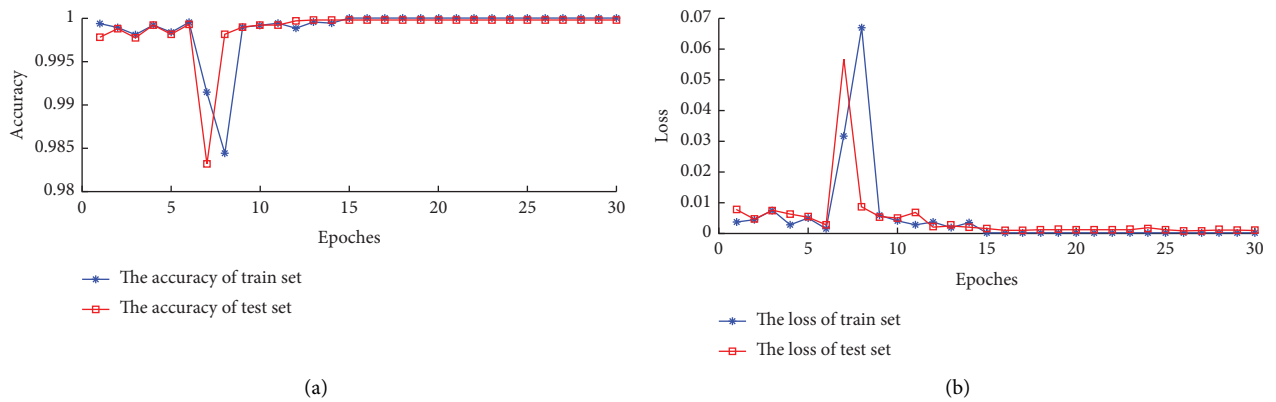 1
0.995
0.99
0.985
0.98
Accuracy
0 5 10 15 20 25 30
Epoches
The accuracy of train set
The accuracy of test set
(a)
0.07
0.06
0.05
0.04
0.03
0.02
0.01
0
Loss
0 5 10 15 20 25 30
Epoches
The loss of train set
The loss of test set
(b)